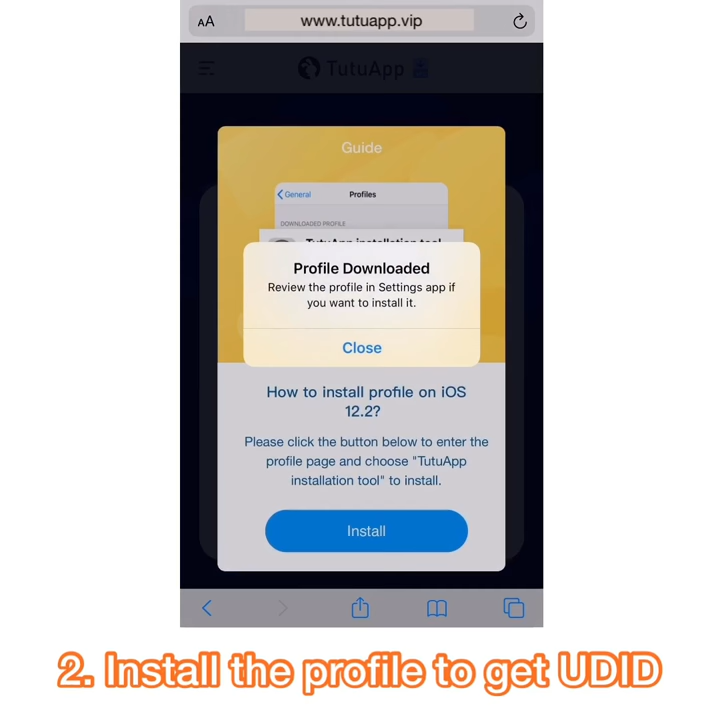 AA www.tutuapp.vip
TutuApp
Guide
General Profiles
DOWNLOADED PROFILE
TutuApp installation tool
Profile Downloaded
Review the profile in Settings app if
you want to install it.
Close
How to install profile on iOS
12.2?
Please click the button below to enter the
profile page and choose "TutuApp
installation tool" to install.
Install
2. Install the profile to get UDID